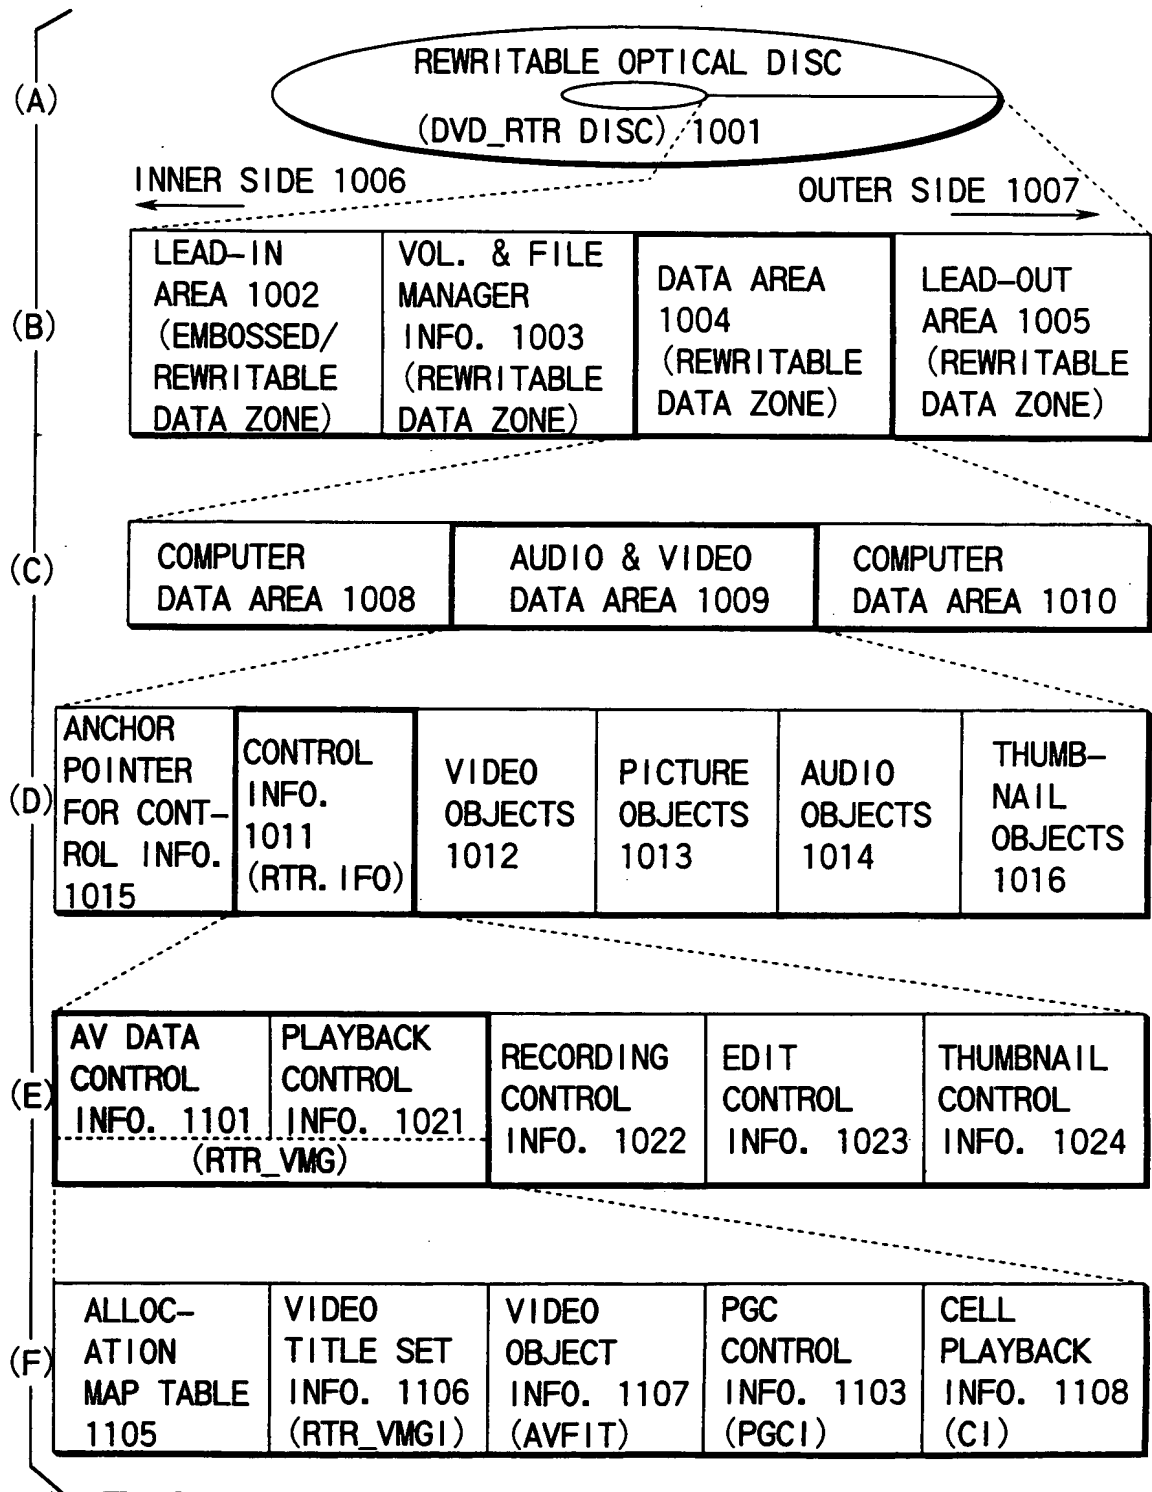 (A)
REWRITABLE OPTICAL DISC
(DVD_RTR DISC) 1001
INNER SIDE 1006
OUTER SIDE 1007
(B)
LEAD-IN
AREA 1002
(EMBOSSED/
REWRITABLE
DATA ZONE)
VOL. & FILE
MANAGER
INFO. 1003
(REWRITABLE
DATA ZONE)
DATA AREA
1004
(REWRITABLE
DATA ZONE)
LEAD-OUT
AREA 1005
(REWRITABLE
DATA ZONE)
(C)
COMPUTER
DATA AREA 1008
AUDIO & VIDEO
DATA AREA 1009
COMPUTER
DATA AREA 1010
(D)
ANCHOR
POINTER
FOR CONT-
ROL INFO.
1015
CONTROL
INFO.
1011
(RTR.IFO)
VIDEO
OBJECTS
1012
PICTURE
OBJECTS
1013
AUDIO
OBJECTS
1014
THUMB-
NAIL
OBJECTS
1016
(E)
AV DATA
CONTROL
INFO. 1101
PLAYBACK
CONTROL
INFO. 1021
(RTR_VMG)
RECORDING
CONTROL
INFO. 1022
EDIT
CONTROL
INFO. 1023
THUMBNAIL
CONTROL
INFO. 1024
(F)
ALLOC-
ATION
MAP TABLE
1105
VIDEO
TITLE SET
INFO. 1106
(RTR_VMGI)
VIDEO
OBJECT
INFO. 1107
(AVFIT)
PGC
CONTROL
INFO. 1103
(PGCI)
CELL
PLAYBACK
INFO. 1108
(CI)